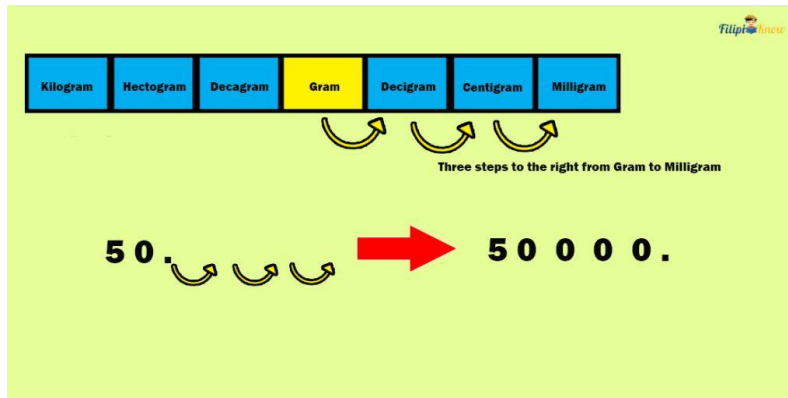 FilipiKnow
Kilogram Hectogram Decagram Gram Decigram Centigram Milligram
Three steps to the right from Gram to Milligram
50. 50000.